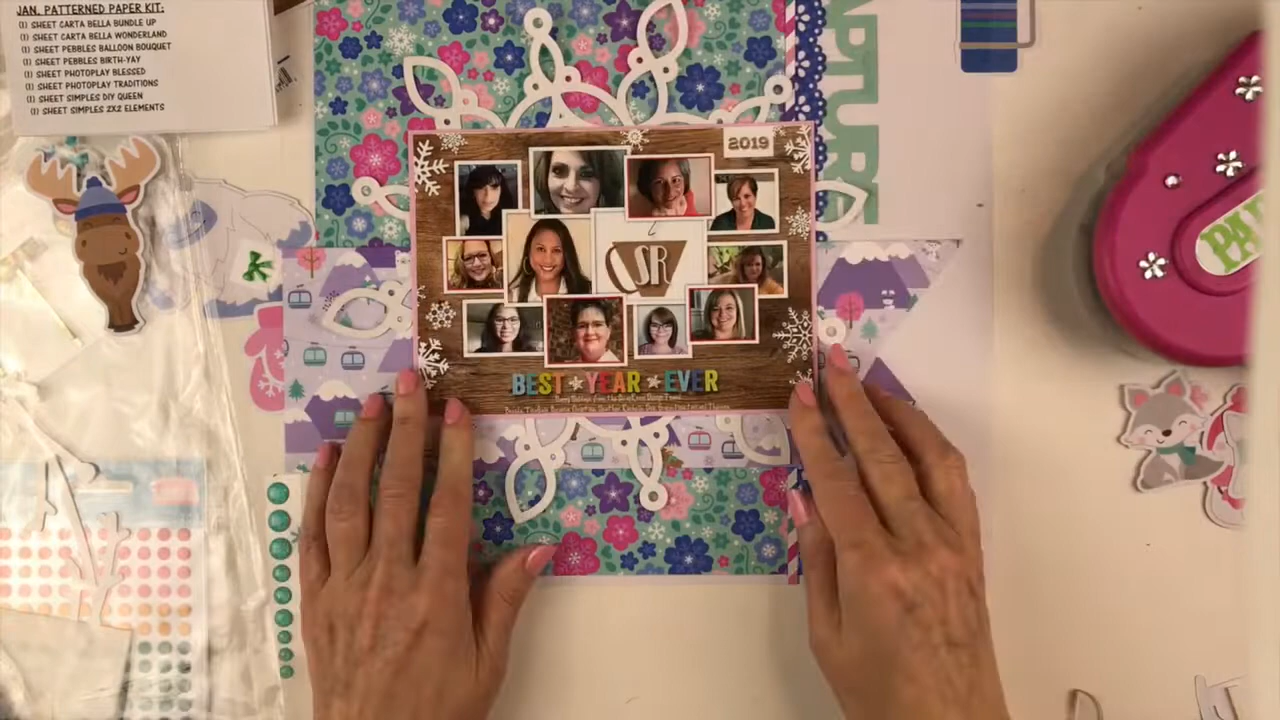 JAN. PATTERNED PAPER KIT:
(1) SHEET CARTA BELLA BUNDLE UP
(1) SHEET CARTA BELLA WONDERLAND
(1) SHEET PEBBLES BALLOON BOUQUET
(1) SHEET PEBBLES BIRTH-YAY
(1) SHEET PHOTOPLAY BLESSED
(1) SHEET PHOTOPLAY TRADITIONS
(1) SHEET SIMPLES DIY QUEEN
(1) SHEET SIMPLES 2X2 ELEMENTS
2019
SR
BEST YEAR EVER